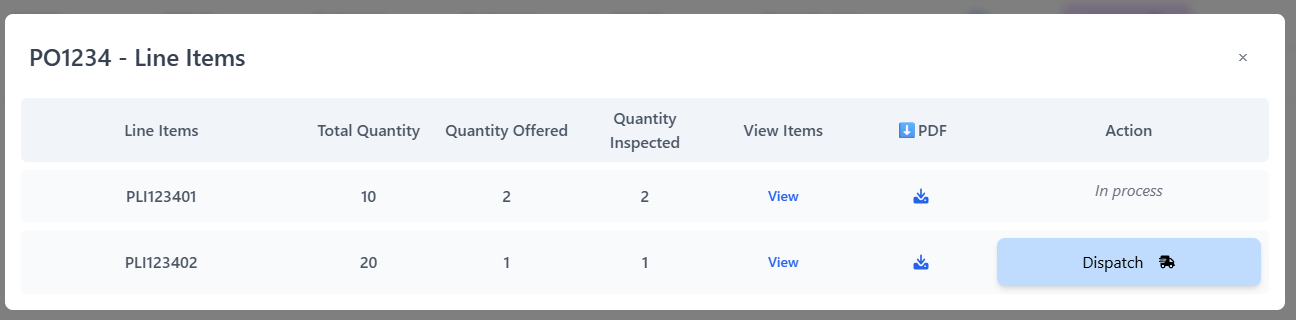 PO1234 - Line Items ×
Line Items Total Quantity Quantity Offered Quantity Inspected View Items PDF Action
PLI123401 10 2 2 View In process
PLI123402 20 1 1 View Dispatch